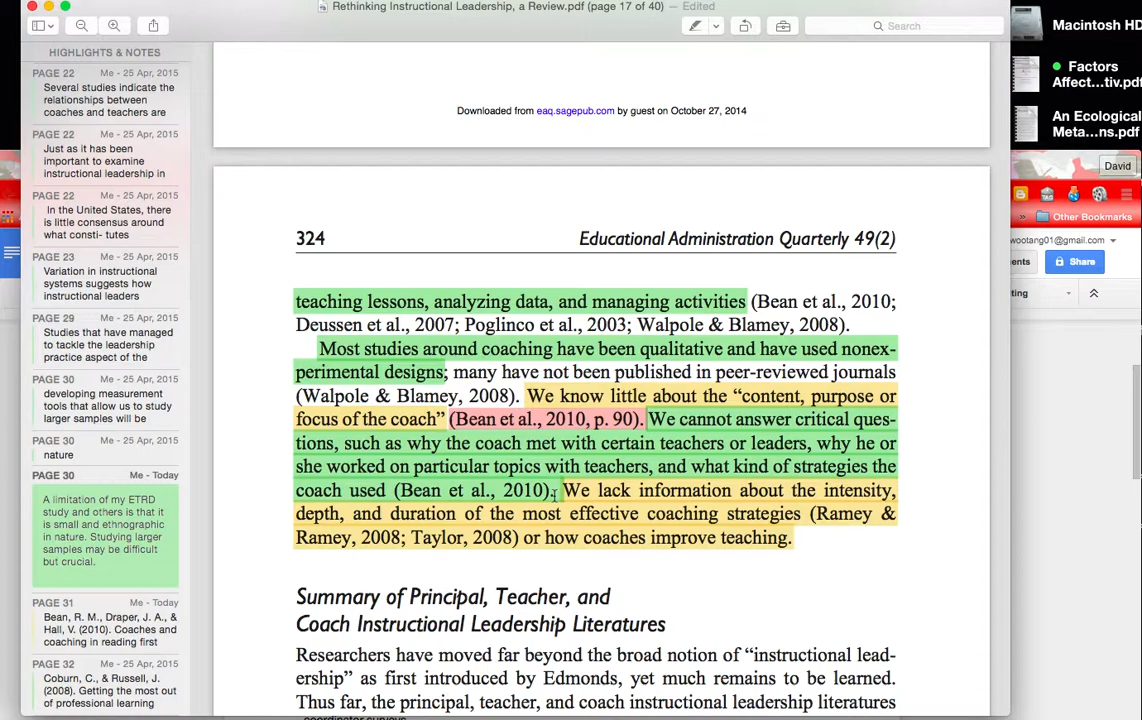 Rethinking Instructional Leadership, a Review.pdf (page 17 of 40) — Edited
Search
HIGHLIGHTS & NOTES
PAGE 22 Me - 25 Apr, 2015
Several studies indicate the
relationships between
coaches and teachers are
PAGE 22 Me - 25 Apr, 2015
Just as it has been
important to examine
instructional leadership in
PAGE 22 Me - 25 Apr, 2015
In the United States, there
is little consensus around
what consti- tutes
PAGE 23 Me - 25 Apr, 2015
Variation in instructional
systems suggests how
instructional leaders
PAGE 29 Me - 25 Apr, 2015
Studies that have managed
to tackle the leadership
practice aspect of the
PAGE 30 Me - 25 Apr, 2015
developing measurement
tools that allow us to study
larger samples will be
PAGE 30 Me - 25 Apr, 2015
nature
PAGE 30 Me - Today
A limitation of my ETRD
study and others is that it
is small and ethnographic
in nature. Studying larger
samples may be difficult
but crucial.
PAGE 31 Me - Today
Bean, R. M., Draper, J. A., &
Hall, V. (2010). Coaches and
coaching in reading first
PAGE 32 Me - Today
Coburn, C., & Russell, J.
(2008). Getting the most out
of professional learning
Downloaded from eaq.sagepub.com by guest on October 27, 2014
324 Educational Administration Quarterly 49(2)
teaching lessons, analyzing data, and managing activities (Bean et al., 2010;
Deussen et al., 2007; Poglinco et al., 2003; Walpole & Blamey, 2008).
Most studies around coaching have been qualitative and have used nonex-
perimental designs; many have not been published in peer-reviewed journals
(Walpole & Blamey, 2008). We know little about the “content, purpose or
focus of the coach” (Bean et al., 2010, p. 90). We cannot answer critical ques-
tions, such as why the coach met with certain teachers or leaders, why he or
she worked on particular topics with teachers, and what kind of strategies the
coach used (Bean et al., 2010). We lack information about the intensity,
depth, and duration of the most effective coaching strategies (Ramey &
Ramey, 2008; Taylor, 2008) or how coaches improve teaching.
Summary of Principal, Teacher, and
Coach Instructional Leadership Literatures
Researchers have moved far beyond the broad notion of “instructional lead-
ership” as first introduced by Edmonds, yet much remains to be learned.
Thus far, the principal, teacher, and coach instructional leadership literatures
coordinator surveys
Macintosh HD
Factors
Affect...tiv.pdf
An Ecological
Meta...ns.pdf
David
» Other Bookmarks
wootang01@gmail.com
ents Share
ting